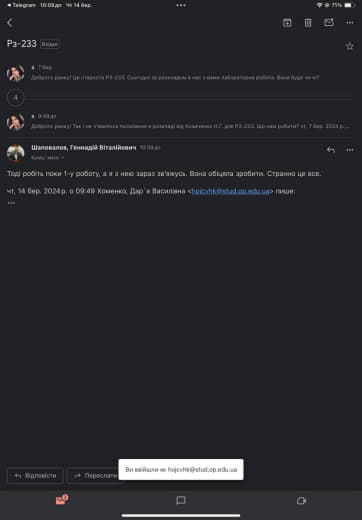 Telegram 10:09 дп Чт 14 бер.
71%
Рз-233 Вхідні
я 7 бер.
Доброго ранку! Це староста РЗ-233. Сьогодні за розкладом в нас з вами лабораторна робота. Вона буде чи ні?
4
я 9:49 дп
Доброго ранку! Так і не з'явилося посилання в розкладі від Козаченко Н.Г. для РЗ-233. Що нам робити? чт, 7 бер. 2024 р. …
Шаповалов, Геннадій Віталійович 10:08 дп
Кому: мені
Тоді робіть поки 1-у роботу, а я з нею зараз зв'яжусь. Вона обіцяла зробити. Странно це все.
чт, 14 бер. 2024 р. о 09:49 Хоменко, Дар`я Василівна <hojcvhk@stud.op.edu.ua> пише:
Відповісти
Переслати
Ви ввійшли як hojcvhk@stud.op.edu.ua